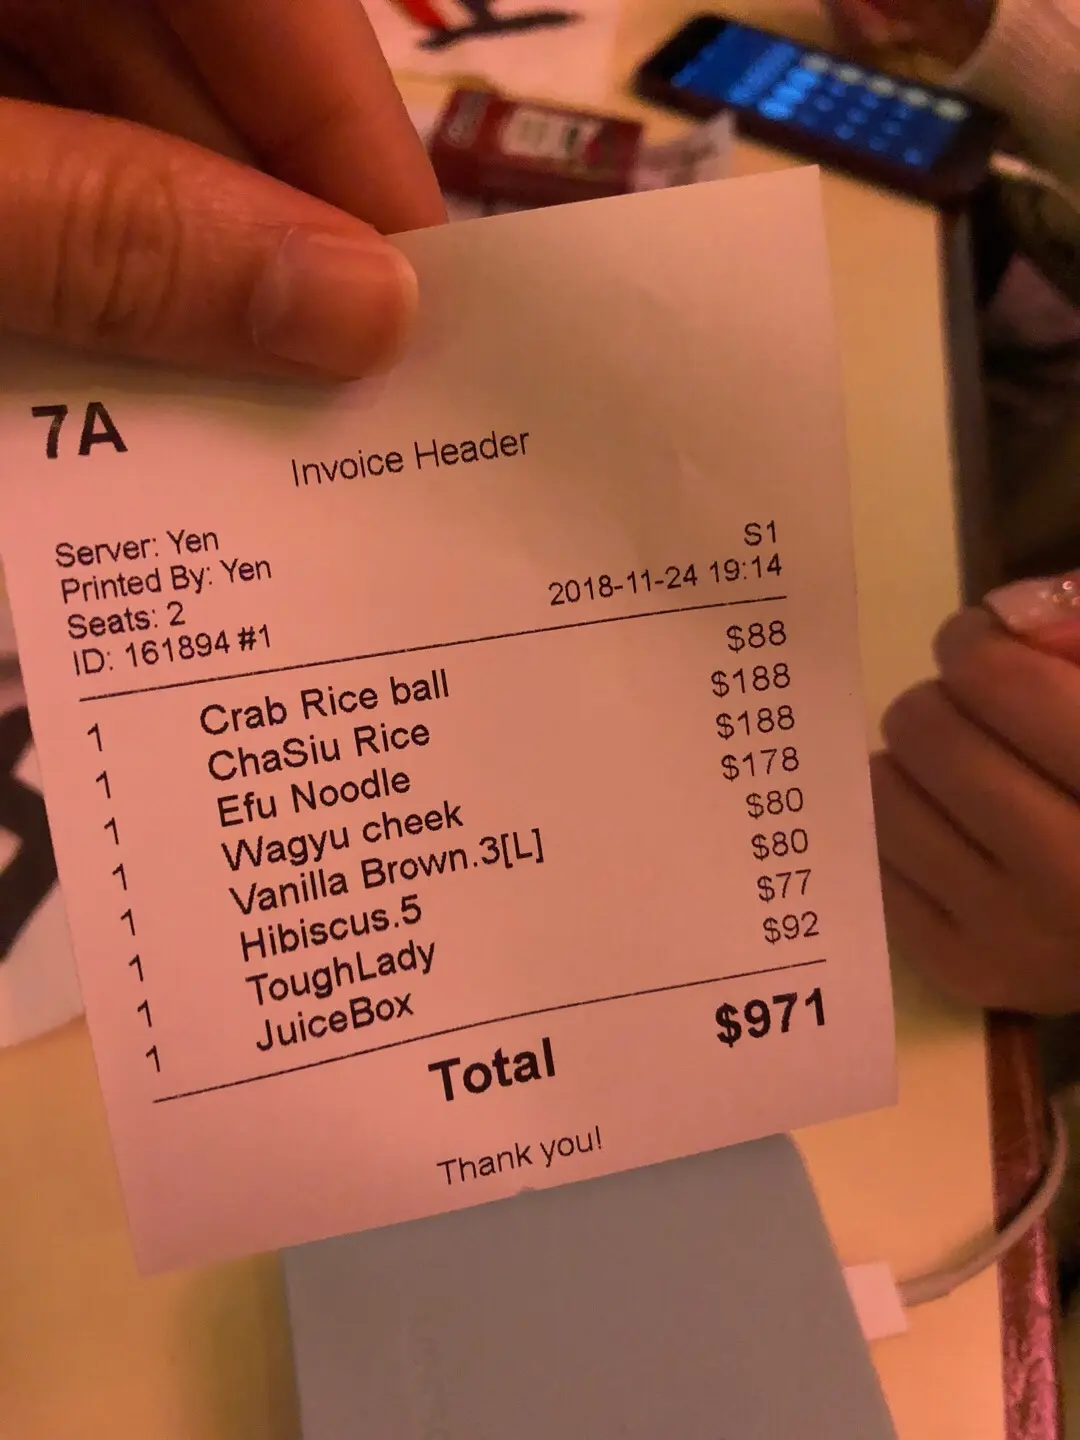 7A
Invoice Header
Server: Yen
S1
Printed By: Yen
2018-11-24 19:14
Seats: 2
ID: 161894 #1
1 Crab Rice ball $88
1 ChaSiu Rice $188
1 Efu Noodle $188
1 Wagyu cheek $178
1 Vanilla Brown.3[L] $80
1 Hibiscus.5 $80
1 ToughLady $77
1 JuiceBox $92
Total $971
Thank you!